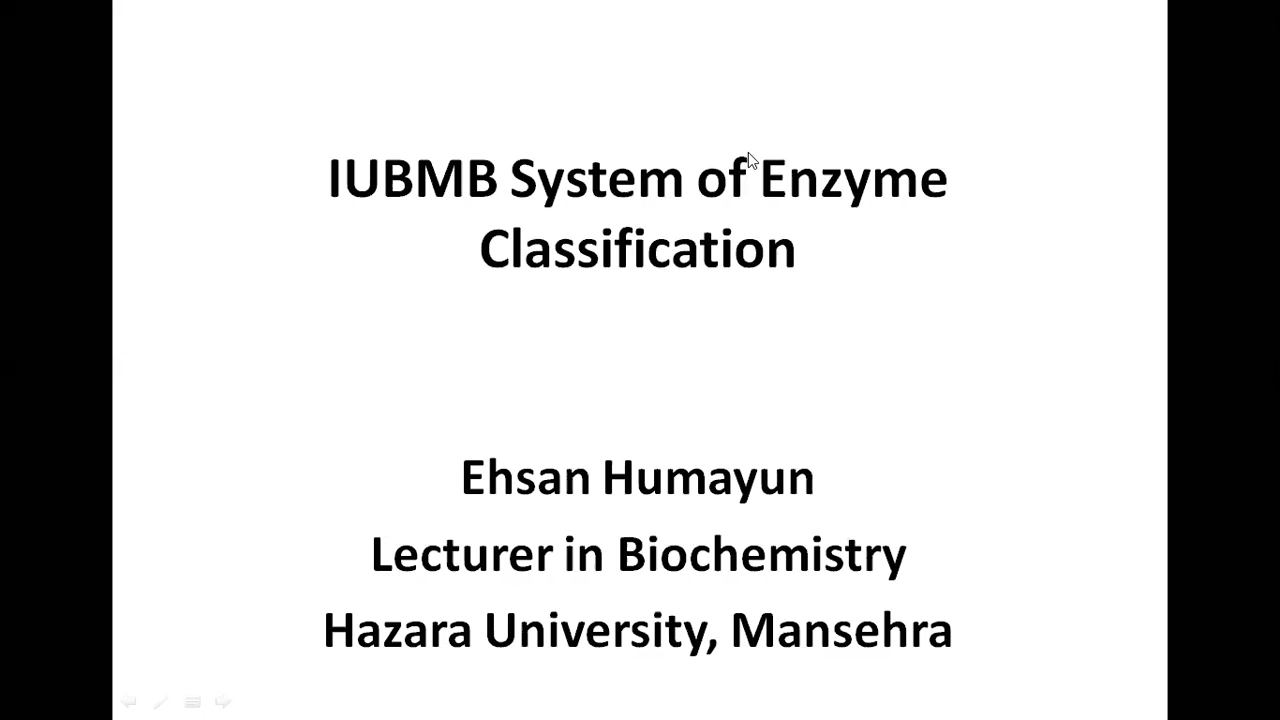 IUBMB System of Enzyme
Classification
Ehsan Humayun
Lecturer in Biochemistry
Hazara University, Mansehra